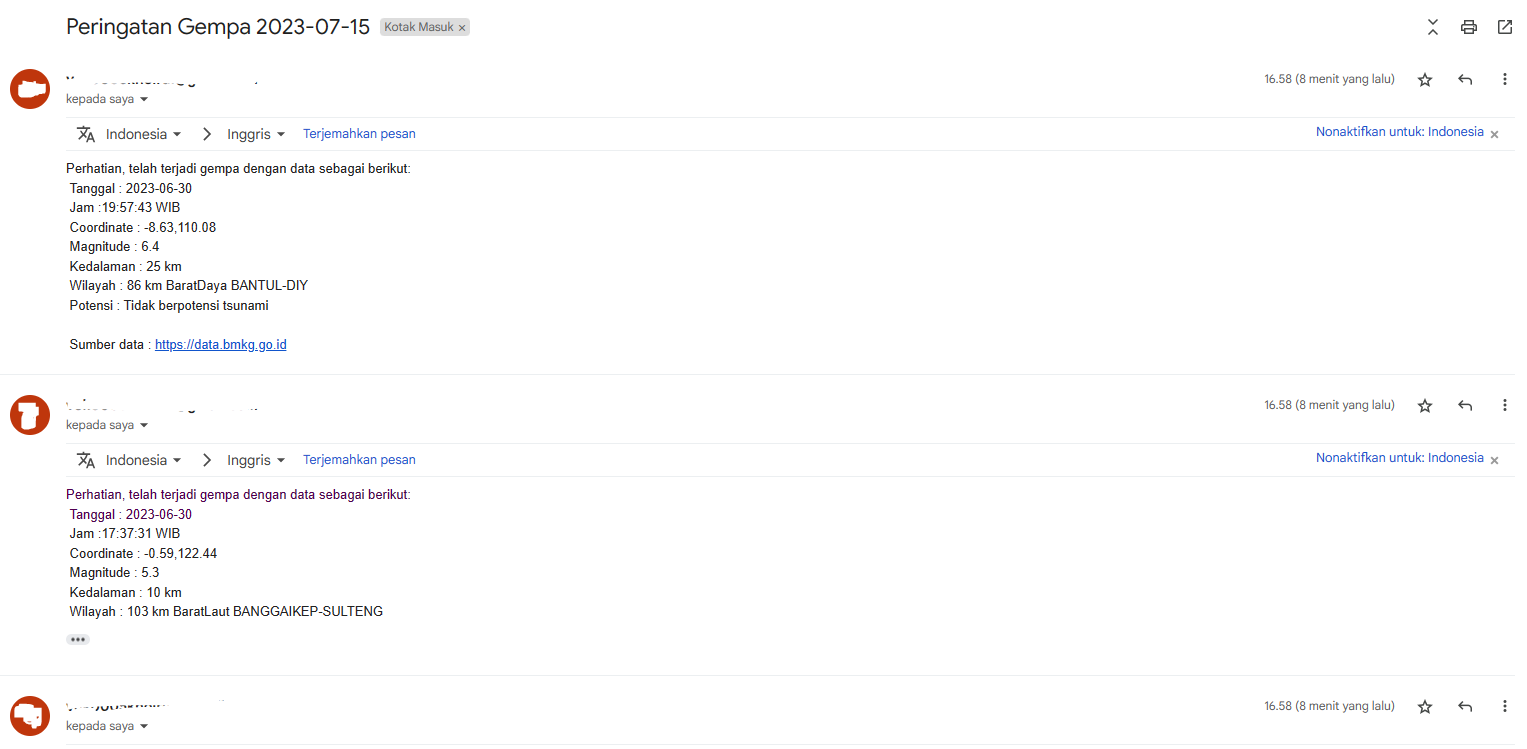 Peringatan Gempa 2023-07-15 Kotak Masuk ×
16.58 (8 menit yang lalu)
kepada saya
Indonesia > Inggris Terjemahkan pesan Nonaktifkan untuk: Indonesia ×
Perhatian, telah terjadi gempa dengan data sebagai berikut:
Tanggal : 2023-06-30
Jam :19:57:43 WIB
Coordinate : -8.63,110.08
Magnitude : 6.4
Kedalaman : 25 km
Wilayah : 86 km BaratDaya BANTUL-DIY
Potensi : Tidak berpotensi tsunami
Sumber data : https://data.bmkg.go.id
16.58 (8 menit yang lalu)
kepada saya
Indonesia > Inggris Terjemahkan pesan Nonaktifkan untuk: Indonesia ×
Perhatian, telah terjadi gempa dengan data sebagai berikut:
Tanggal : 2023-06-30
Jam :17:37:31 WIB
Coordinate : -0.59,122.44
Magnitude : 5.3
Kedalaman : 10 km
Wilayah : 103 km BaratLaut BANGGAIKEP-SULTENG
16.58 (8 menit yang lalu)
kepada saya